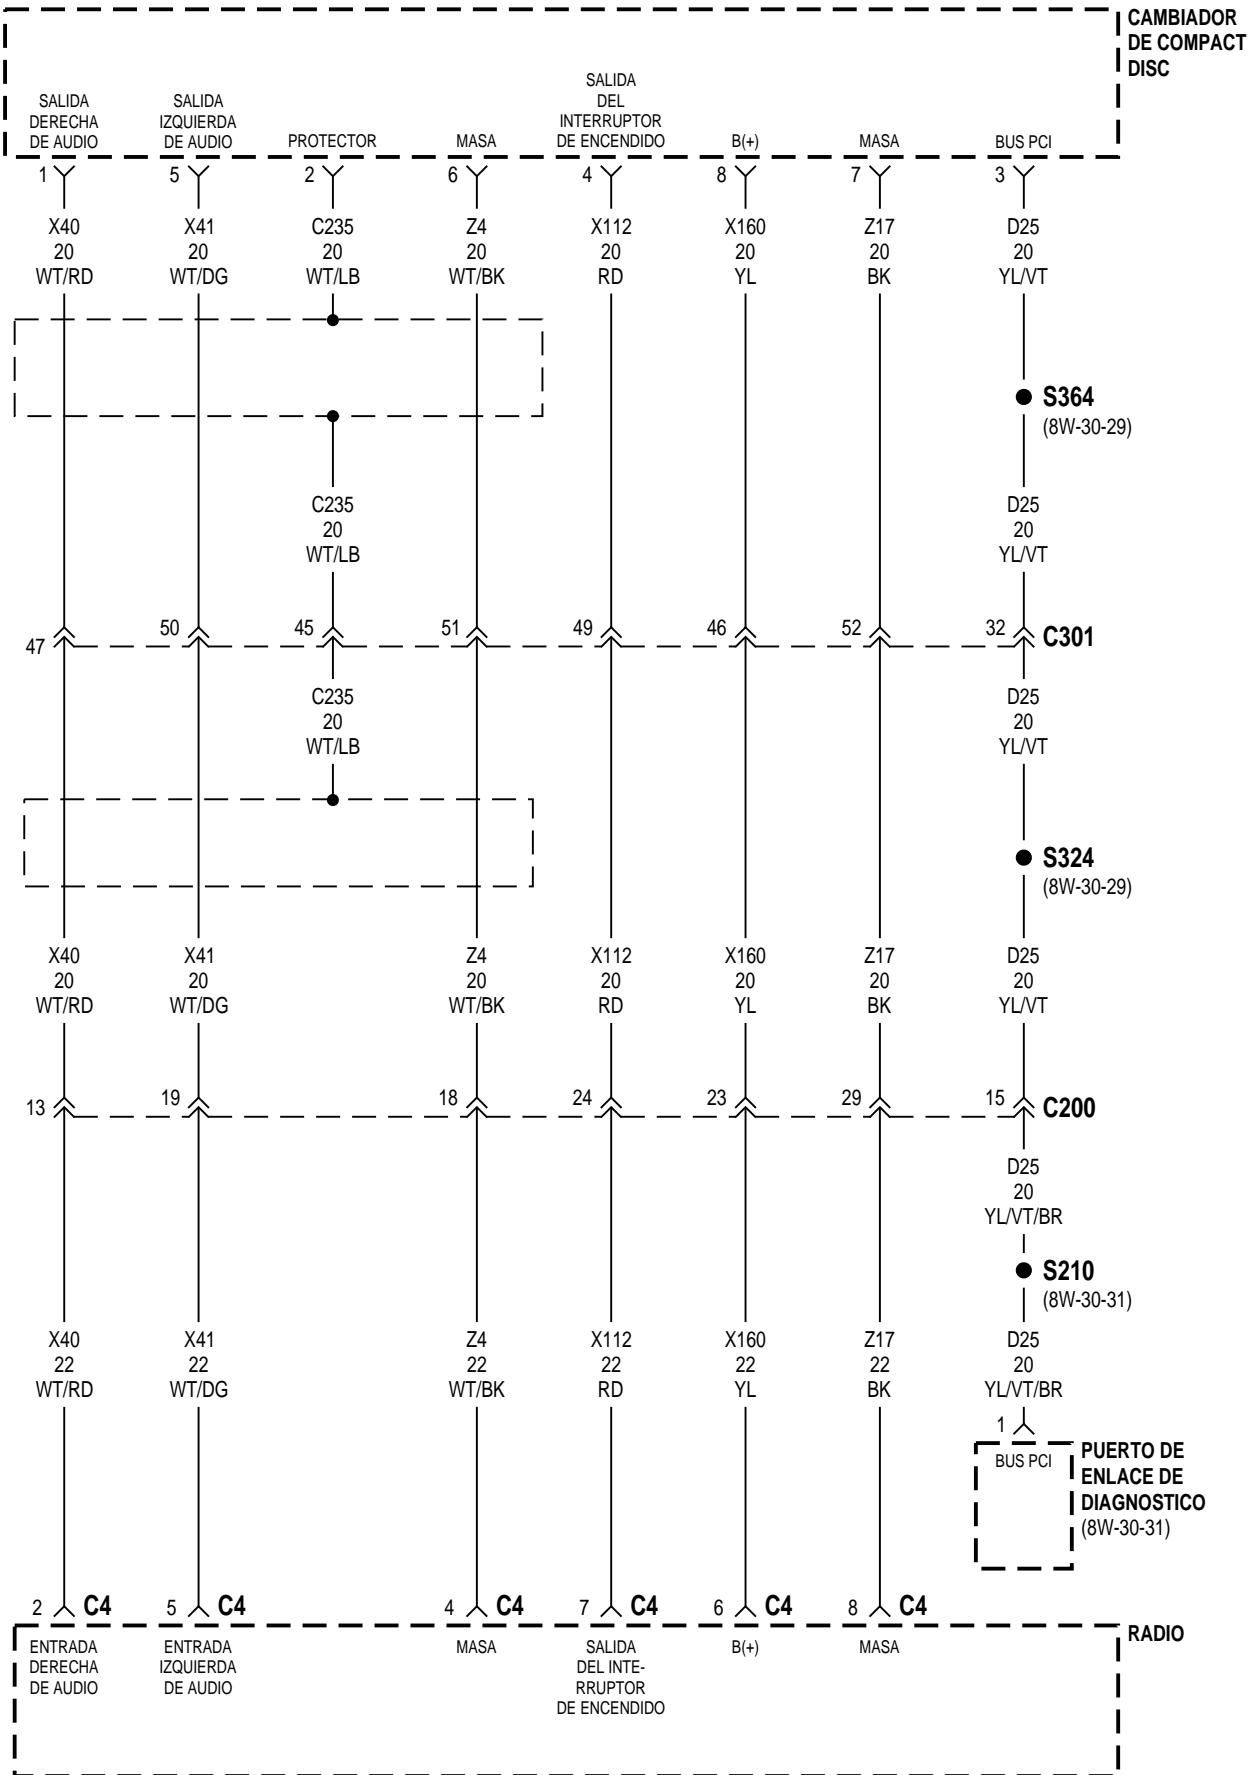 CAMBIADOR
DE COMPACT
DISC
SALIDA
DERECHA
DE AUDIO
SALIDA
IZQUIERDA
DE AUDIO
PROTECTOR
MASA
SALIDA
DEL
INTERRUPTOR
DE ENCENDIDO
B(+)
MASA
BUS PCI
1 5 2 6 4 8 7 3
X40 X41 C235 Z4 X112 X160 Z17 D25
20 20 20 20 20 20 20 20
WT/RD WT/DG WT/LB WT/BK RD YL BK YL/VT
S364
(8W-30-29)
C235 D25
20 20
WT/LB YL/VT
47 50 45 51 49 46 52 32 C301
C235 D25
20 20
WT/LB YL/VT
S324
(8W-30-29)
X40 X41 Z4 X112 X160 Z17 D25
20 20 20 20 20 20 20
WT/RD WT/DG WT/BK RD YL BK YL/VT
13 19 18 24 23 29 15 C200
D25
20
YL/VT/BR
S210
(8W-30-31)
X40 X41 Z4 X112 X160 Z17 D25
22 22 22 22 22 22 20
WT/RD WT/DG WT/BK RD YL BK YL/VT/BR
1
BUS PCI
PUERTO DE
ENLACE DE
DIAGNOSTICO
(8W-30-31)
2 C4 5 C4 4 C4 7 C4 6 C4 8 C4
RADIO
ENTRADA
DERECHA
DE AUDIO
ENTRADA
IZQUIERDA
DE AUDIO
MASA
SALIDA
DEL INTE-
RRUPTOR
DE ENCENDIDO
B(+)
MASA